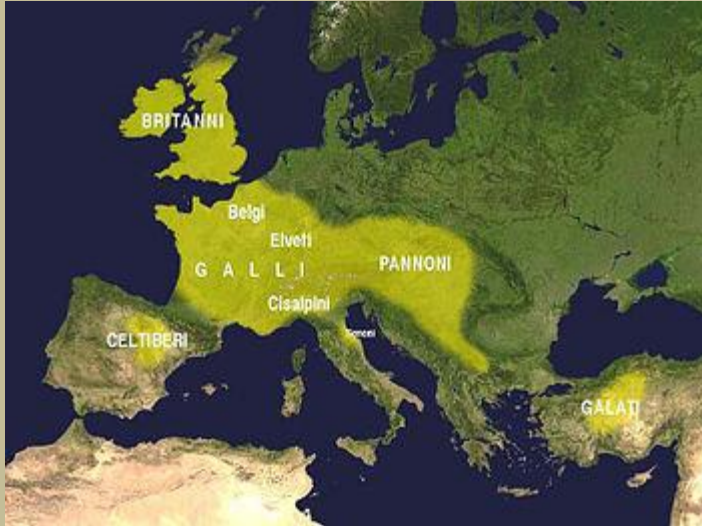 BRITANNI
Belgi
Elveti
G A L L I
PANNONI
Cisalpini
CELTIBERI
GALATI